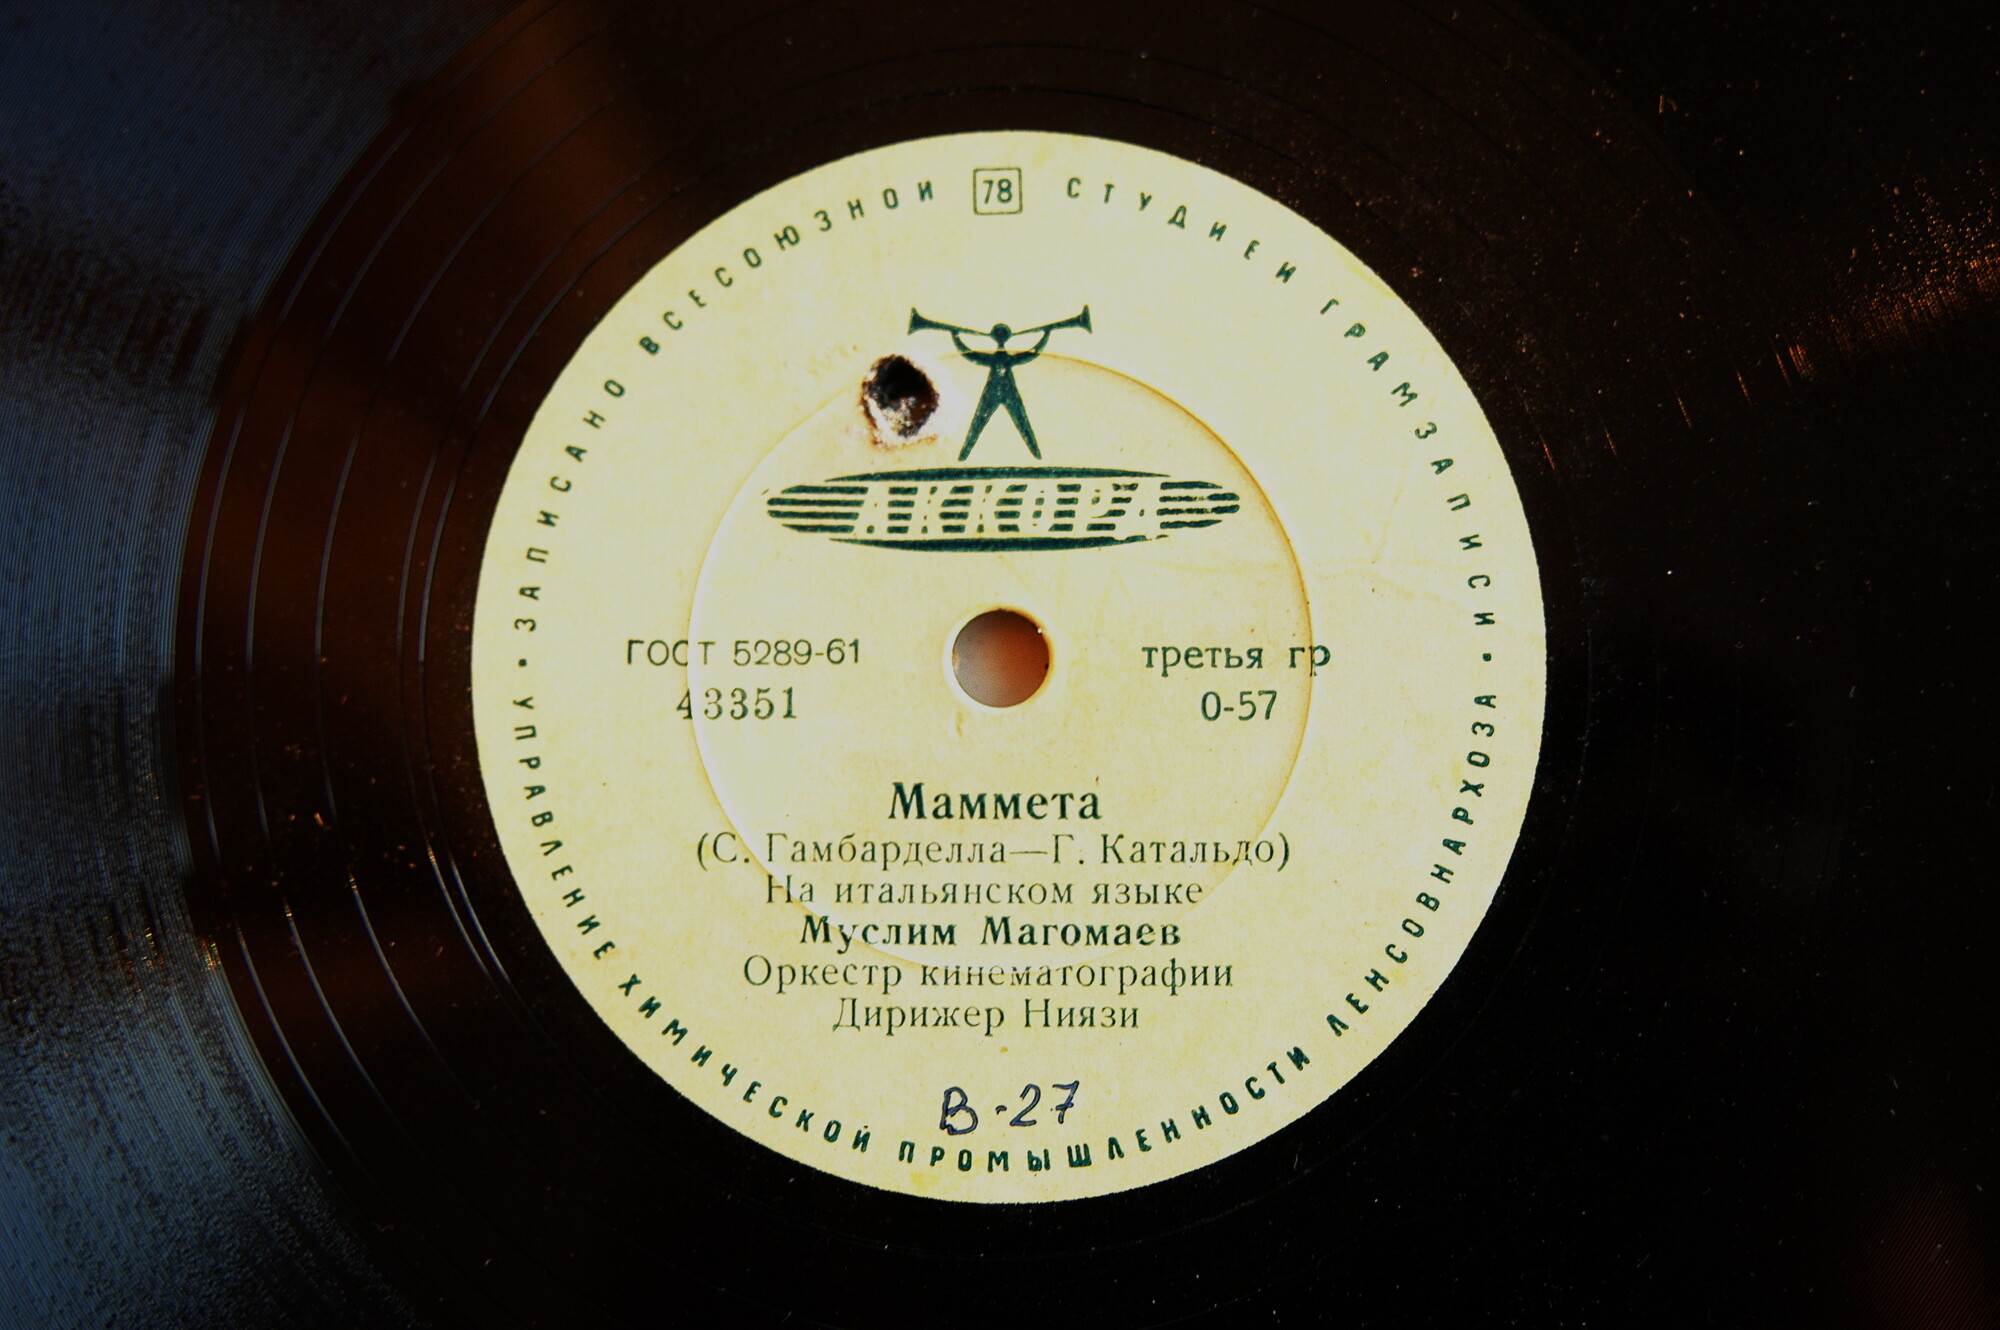 ЗАПИСАНО ВСЕСОЮЗНОЙ 78 СТУДИЕЙ ГРАМЗАПИСИ •
АККОРД
ГОСТ 5289-61
43351
третья гр
0-57
Маммета
(С. Гамбарделла—Г. Катальдо)
На итальянском языке
Муслим Магомаев
Оркестр кинематографии
Дирижер Ниязи
В-27
• УПРАВЛЕНИЕ ХИМИЧЕСКОЙ ПРОМЫШЛЕННОСТИ ЛЕНСОВНАРХОЗА